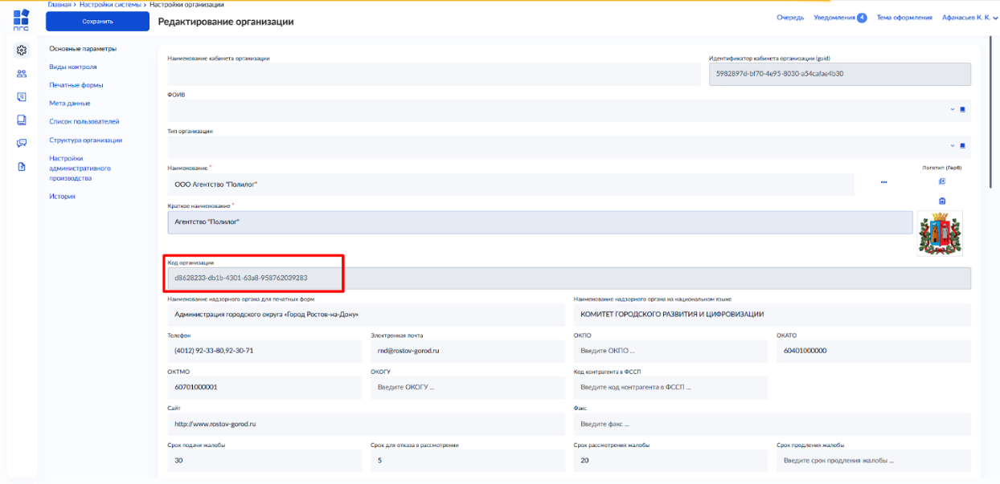 Главная > Настройки системы > Настройки организации
пгс
Сохранить
Редактирование организации
Очередь Уведомления 4 Тема оформления Афанасьев К. К.
Основные параметры
Виды контроля
Печатные формы
Мета данные
Список пользователей
Структура организации
Настройки
административного
производства
История
Наименование кабинета организации
Идентификатор кабинета организации (guid)
5982897d-bf70-4e95-8030-a54cafae4b30
ФОИВ
Тип организации
Наименование *
ООО Агентство "Полилог"
Логотип (Герб)
Краткое наименование *
Агентство "Полилог"
Код организации
d8628233-db1b-4301-63a8-958762039283
Наименование надзорного органа для печатных форм
Наименование надзорного органа на национальном языке
Администрация городского округа «Город Ростов-на-Дону»
КОМИТЕТ ГОРОДСКОГО РАЗВИТИЯ И ЦИФРОВИЗАЦИИ
Телефон Электронная почта ОКПО ОКАТО
(4012) 92-33-80,92-30-71 rnd@rostov-gorod.ru Введите ОКПО ... 60401000000
ОКТМО ОКОГУ Код контрагента в ФССП
60701000001 Введите ОКОГУ ... Введите код контрагента в ФССП ...
Сайт Факс
http://www.rostov-gorod.ru Введите факс ...
Срок подачи жалобы Срок для отказа в рассмотрении Срок рассмотрения жалобы Срок продления жалобы
30 5 20 Введите срок продления жалобы ...